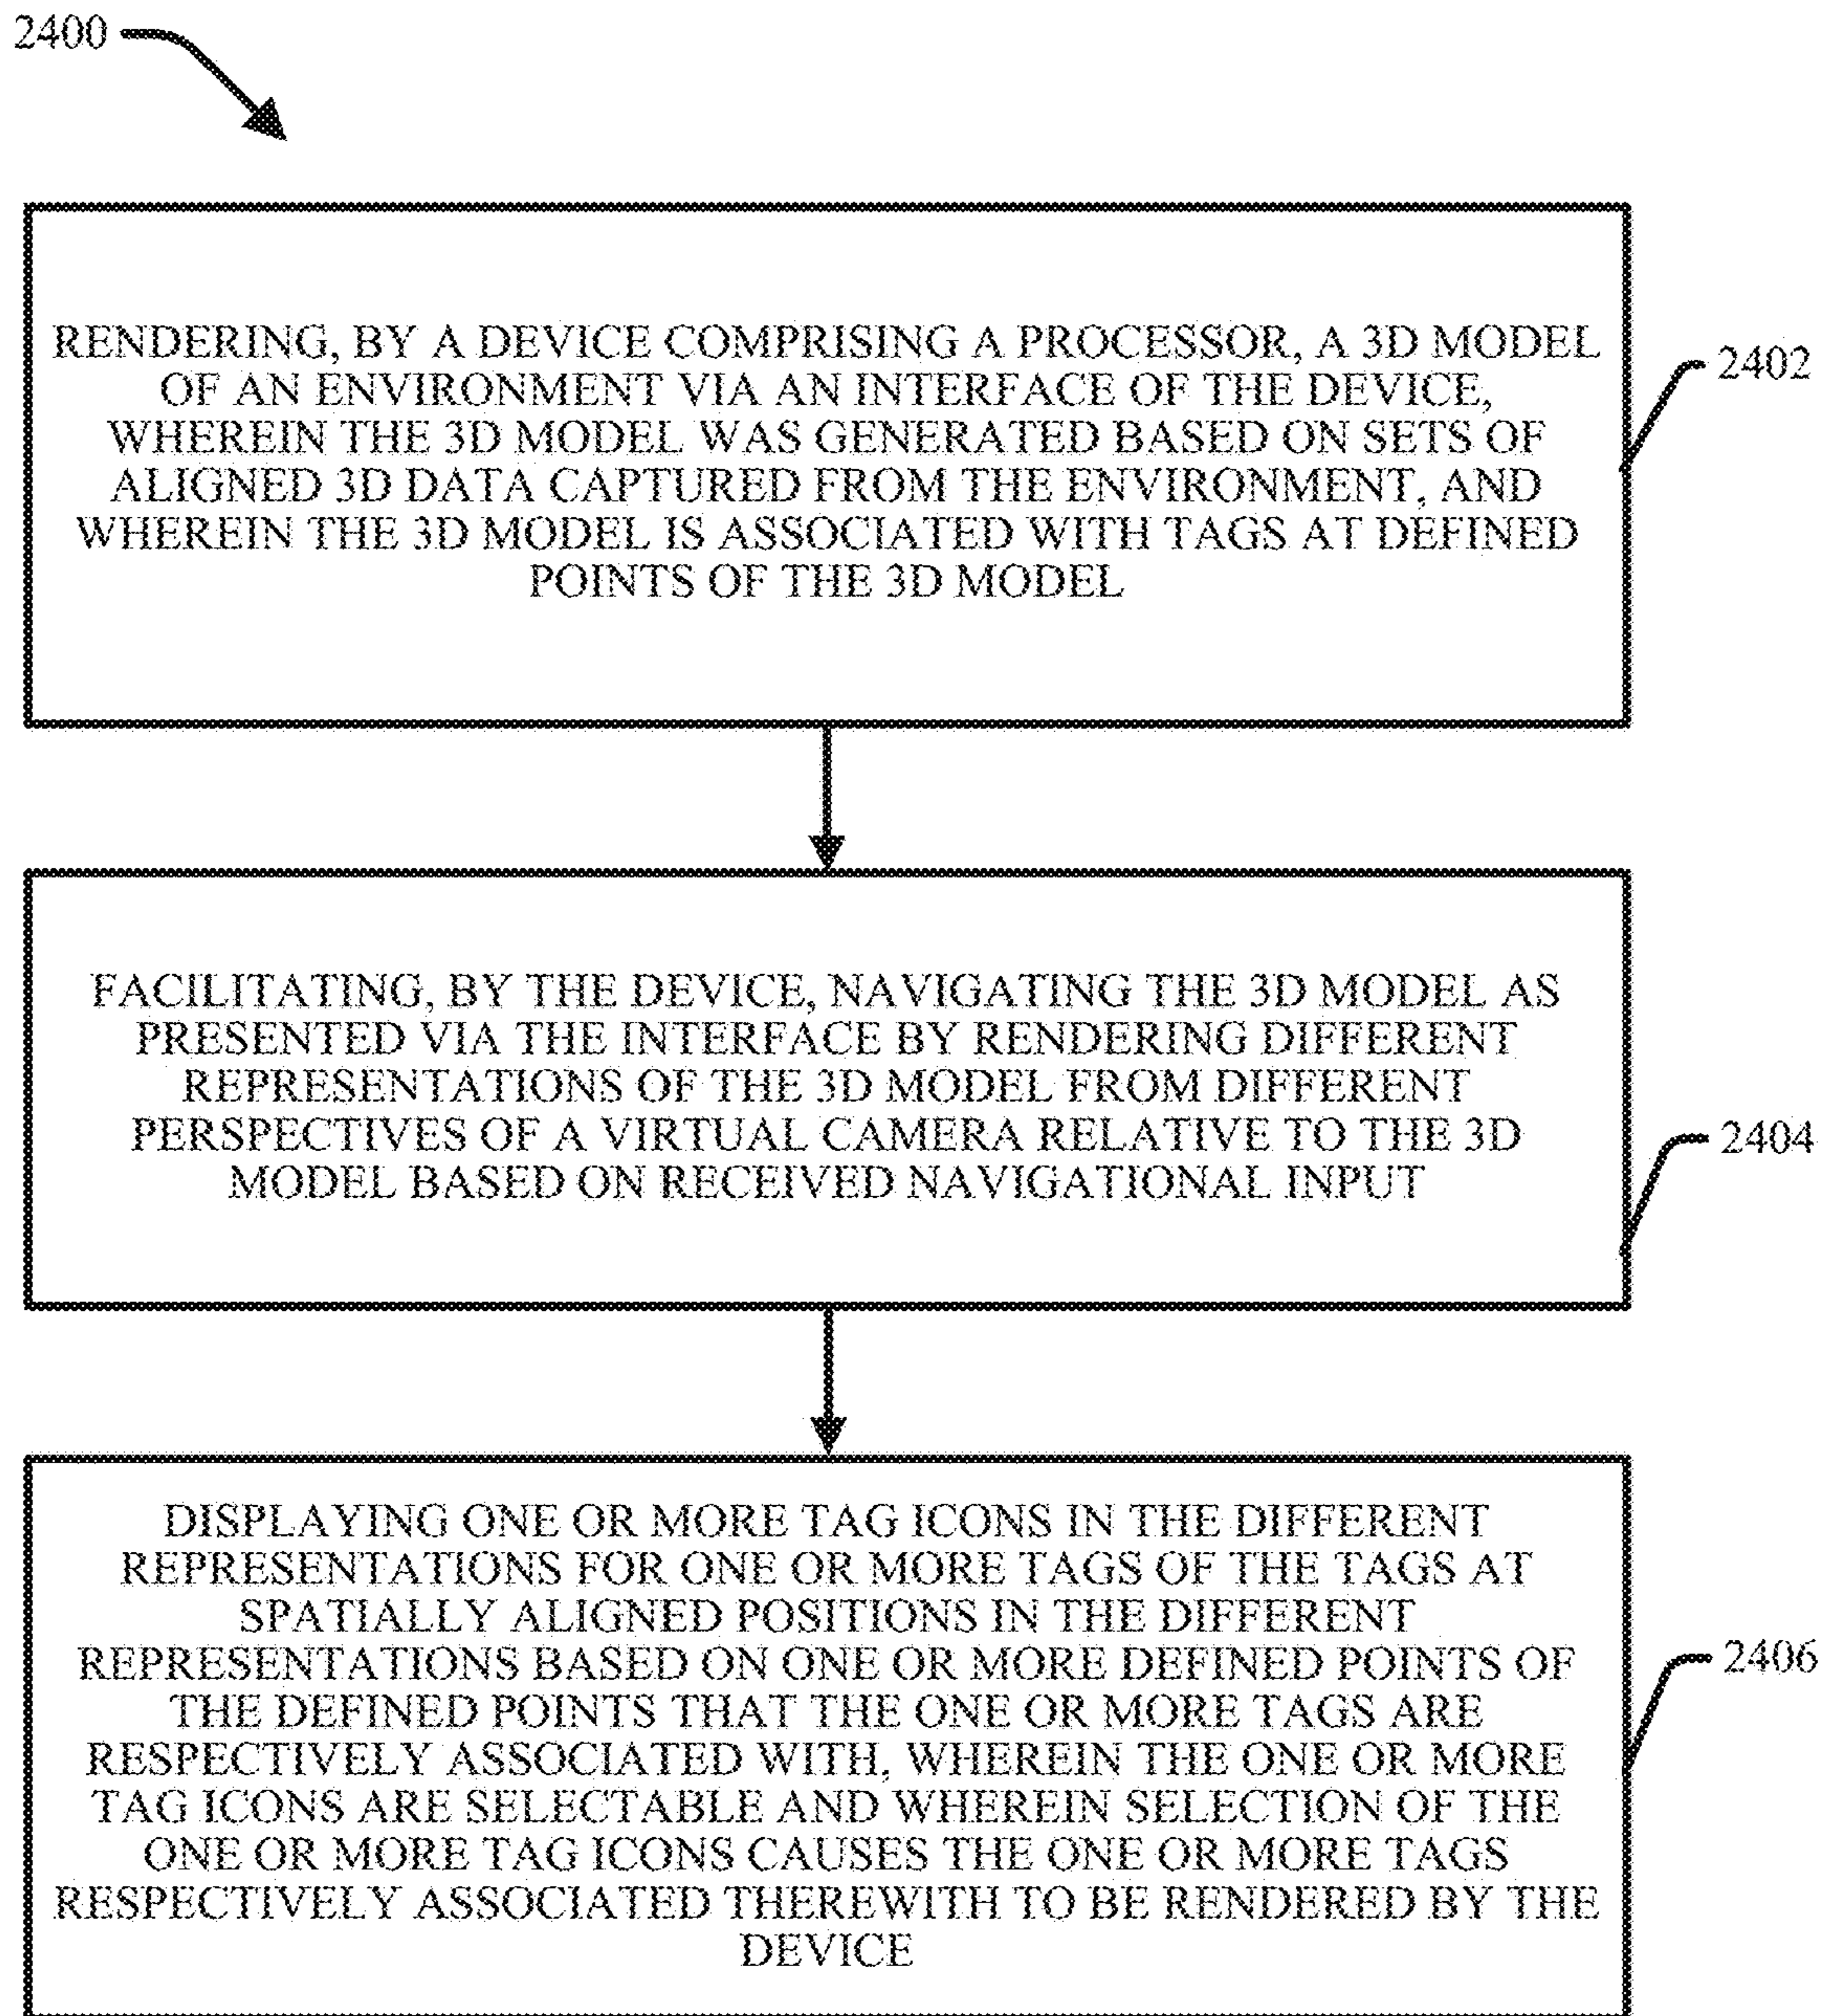 2400
RENDERING, BY A DEVICE COMPRISING A PROCESSOR, A 3D MODEL
OF AN ENVIRONMENT VIA AN INTERFACE OF THE DEVICE,
WHEREIN THE 3D MODEL WAS GENERATED BASED ON SETS OF
ALIGNED 3D DATA CAPTURED FROM THE ENVIRONMENT, AND
WHEREIN THE 3D MODEL IS ASSOCIATED WITH TAGS AT DEFINED
POINTS OF THE 3D MODEL
2402
FACILITATING, BY THE DEVICE, NAVIGATING THE 3D MODEL AS
PRESENTED VIA THE INTERFACE BY RENDERING DIFFERENT
REPRESENTATIONS OF THE 3D MODEL FROM DIFFERENT
PERSPECTIVES OF A VIRTUAL CAMERA RELATIVE TO THE 3D
MODEL BASED ON RECEIVED NAVIGATIONAL INPUT
2404
DISPLAYING ONE OR MORE TAG ICONS IN THE DIFFERENT
REPRESENTATIONS FOR ONE OR MORE TAGS OF THE TAGS AT
SPATIALLY ALIGNED POSITIONS IN THE DIFFERENT
REPRESENTATIONS BASED ON ONE OR MORE DEFINED POINTS OF
THE DEFINED POINTS THAT THE ONE OR MORE TAGS ARE
RESPECTIVELY ASSOCIATED WITH, WHEREIN THE ONE OR MORE
TAG ICONS ARE SELECTABLE AND WHEREIN SELECTION OF THE
ONE OR MORE TAG ICONS CAUSES THE ONE OR MORE TAGS
RESPECTIVELY ASSOCIATED THEREWITH TO BE RENDERED BY THE
DEVICE
2406